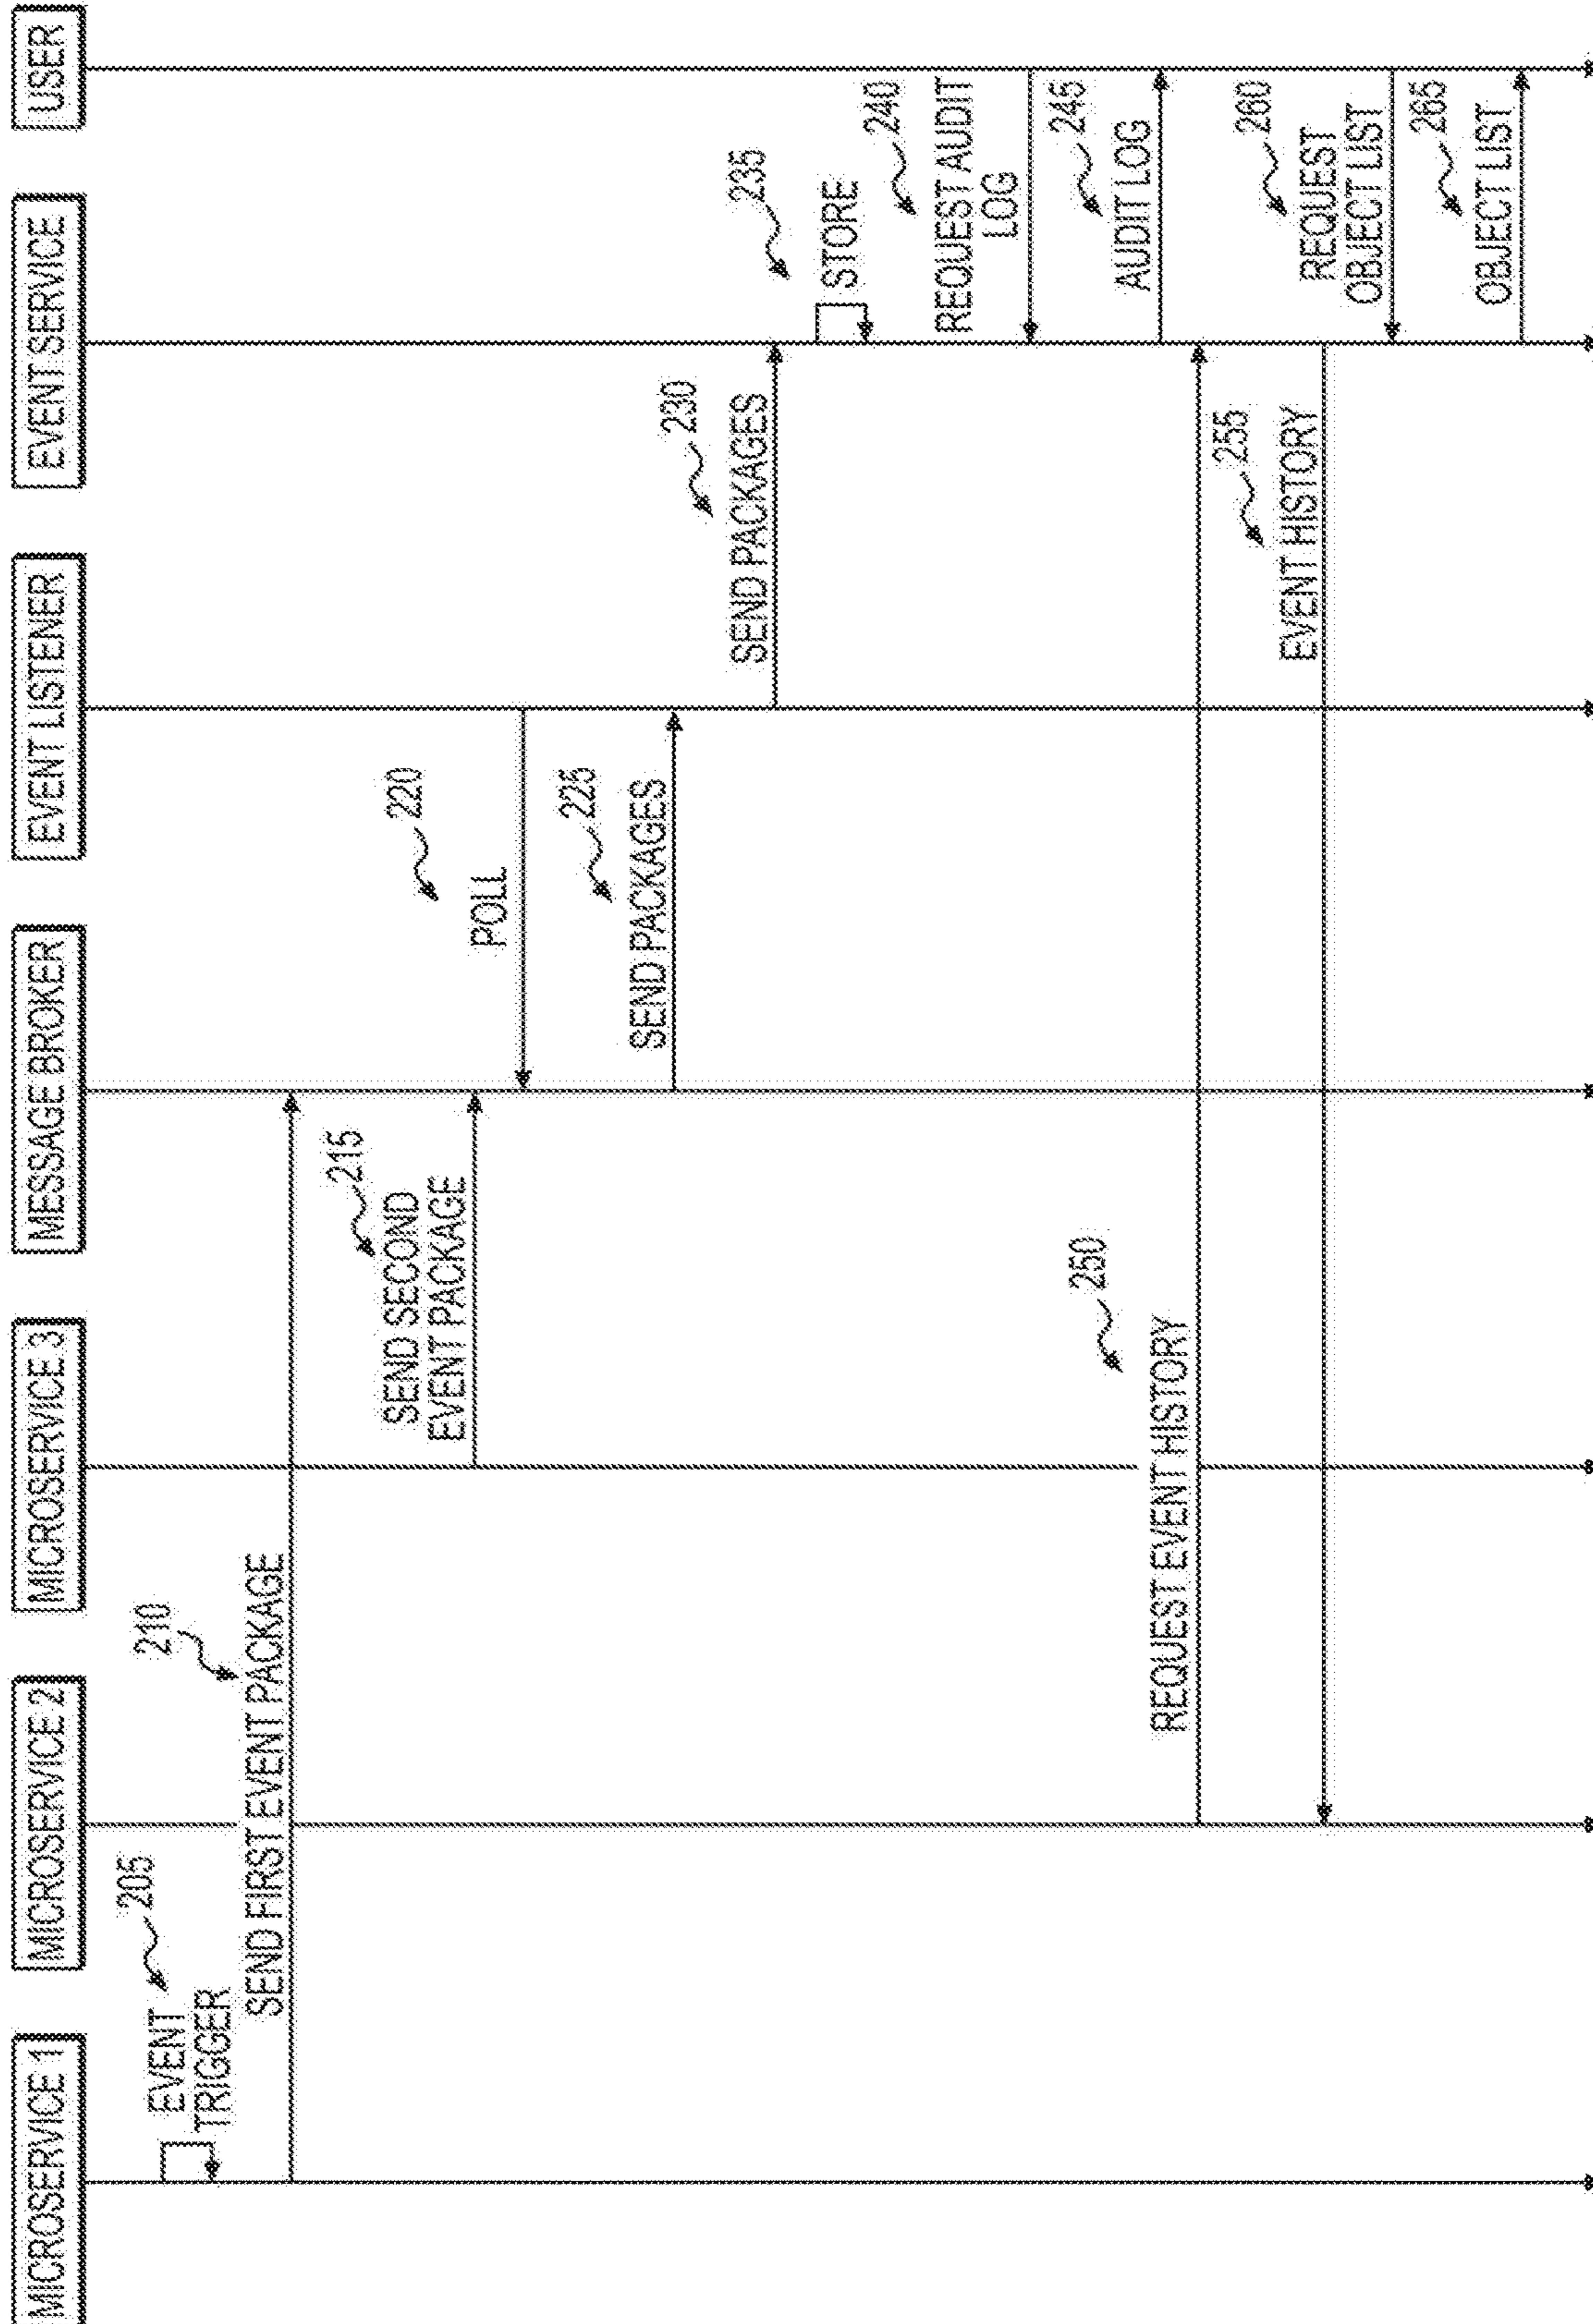 MICROSERVICE 1
MICROSERVICE 2
MICROSERVICE 3
MESSAGE BROKER
EVENT LISTENER
EVENT SERVICE
USER
205
EVENT
TRIGGER
210
SEND FIRST EVENT PACKAGE
215
SEND SECOND
EVENT PACKAGE
220
POLL
225
SEND PACKAGES
230
SEND PACKAGES
235
STORE
240
REQUEST AUDIT
LOG
245
AUDIT LOG
250
REQUEST EVENT HISTORY
255
EVENT HISTORY
260
REQUEST
OBJECT LIST
265
OBJECT LIST